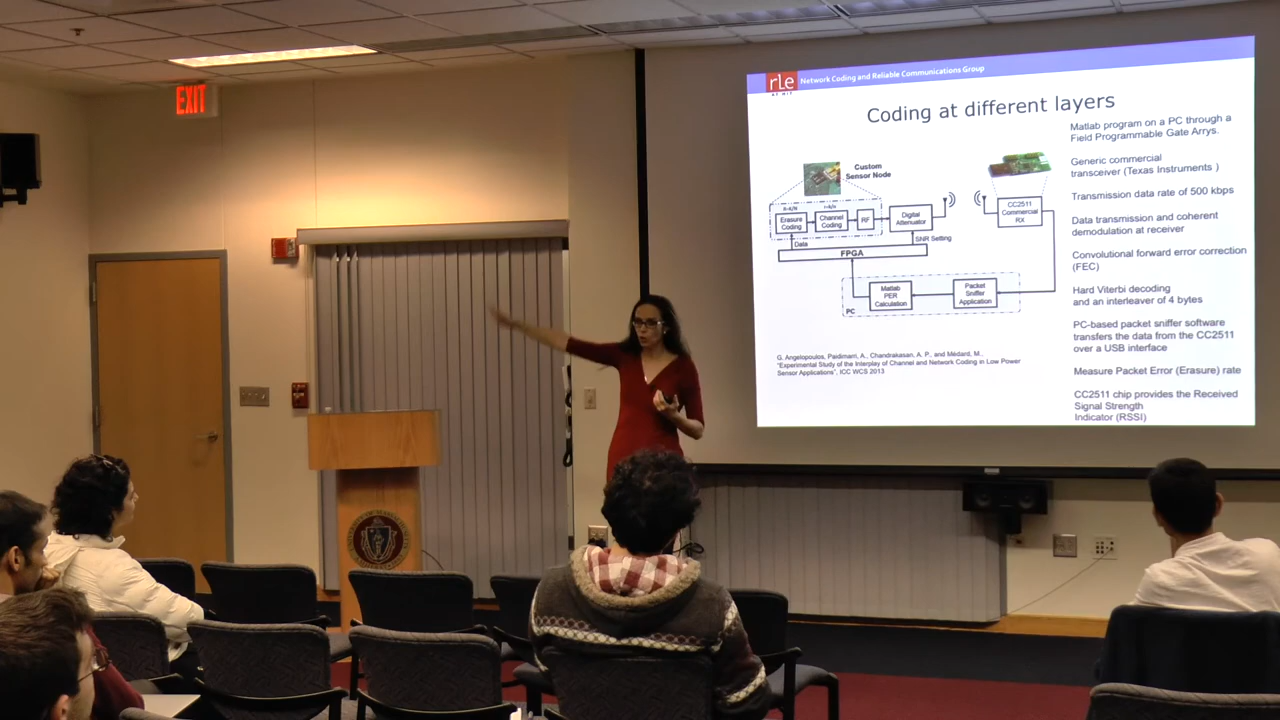 EXIT
rLe
AT MIT
Network Coding and Reliable Communications Group
Coding at different layers
Custom
Sensor Node
Erasure
Coding
Channel
Coding
RF
Digital
Attenuator
Data
SNR Setting
FPGA
CC2511
Commercial
RX
Matlab
PER
Calculation
Packet
Sniffer
Application
PC
G. Angelopoulos, Paidimarri, A., Chandrakasan, A. P., and Médard, M.,
"Experimental Study of the Interplay of Channel and Network Coding in Low Power
Sensor Applications", ICC WCS 2013
Matlab program on a PC through a
Field Programmable Gate Arrys.
Generic commercial
transceiver (Texas Instruments )
Transmission data rate of 500 kbps
Data transmission and coherent
demodulation at receiver
Convolutional forward error correction
(FEC)
Hard Viterbi decoding
and an interleaver of 4 bytes
PC-based packet sniffer software
transfers the data from the CC2511
over a USB interface
Measure Packet Error (Erasure) rate
CC2511 chip provides the Received
Signal Strength
Indicator (RSSI)